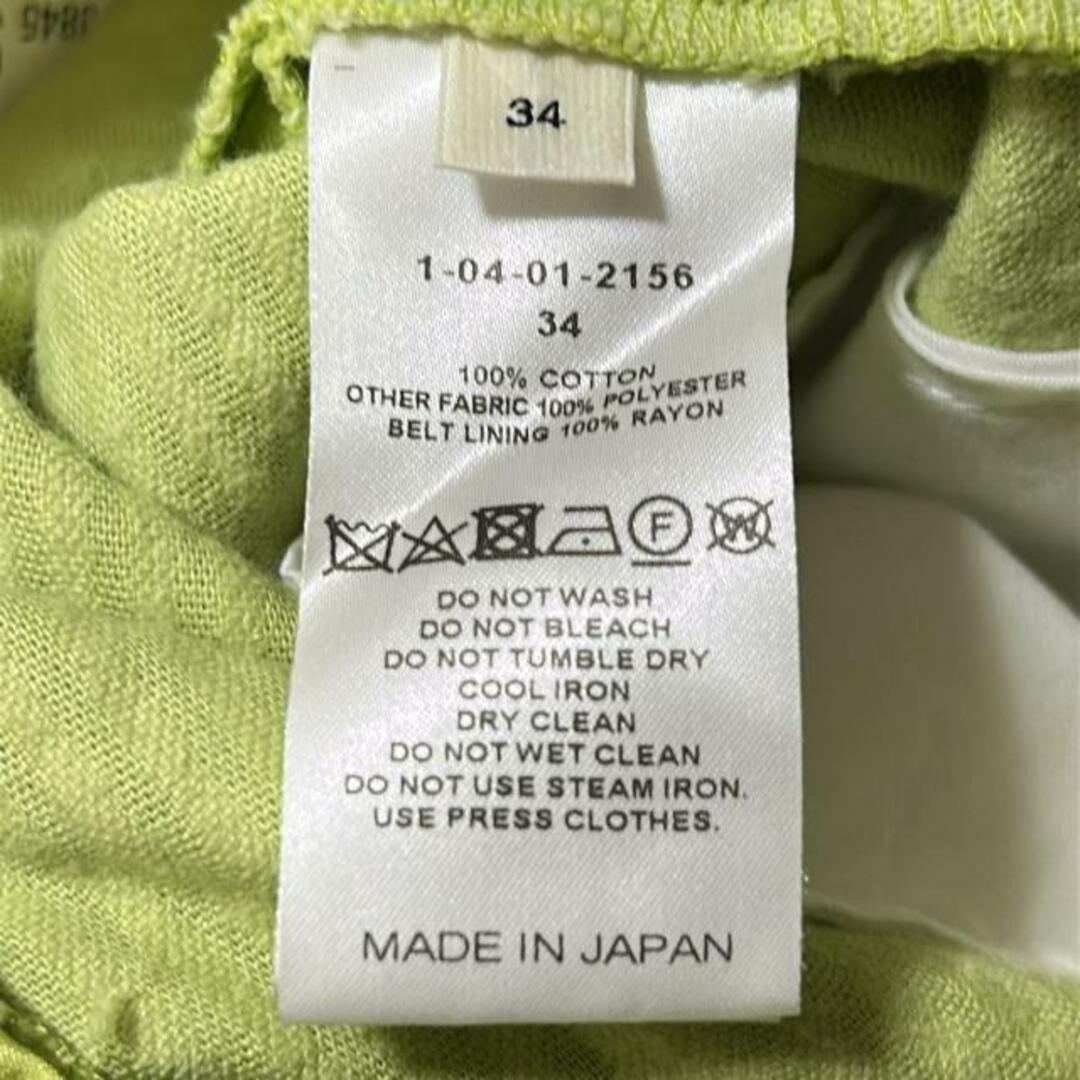 3845
34
1-04-01-2156
34
100% COTTON
OTHER FABRIC 100% POLYESTER
BELT LINING 100% RAYON
F W
DO NOT WASH
DO NOT BLEACH
DO NOT TUMBLE DRY
COOL IRON
DRY CLEAN
DO NOT WET CLEAN
DO NOT USE STEAM IRON.
USE PRESS CLOTHES.
MADE IN JAPAN